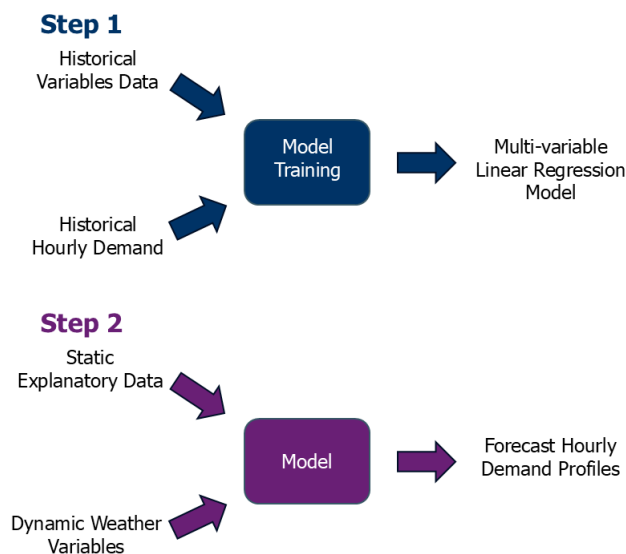 Step 1
Historical
Variables Data
Model
Training
Multi-variable
Linear Regression
Model
Historical
Hourly Demand
Step 2
Static
Explanatory Data
Model
Forecast Hourly
Demand Profiles
Dynamic Weather
Variables